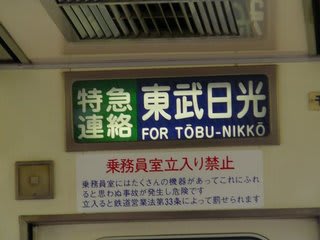 特急連絡
東武日光
FOR TŌBU-NIKKŌ
乗務員室立入り禁止
乗務員室にはたくさんの機器があってこれにふれ
ると思わぬ事故が発生し危険です
立入ると鉄道営業法第33条によって罰せられます